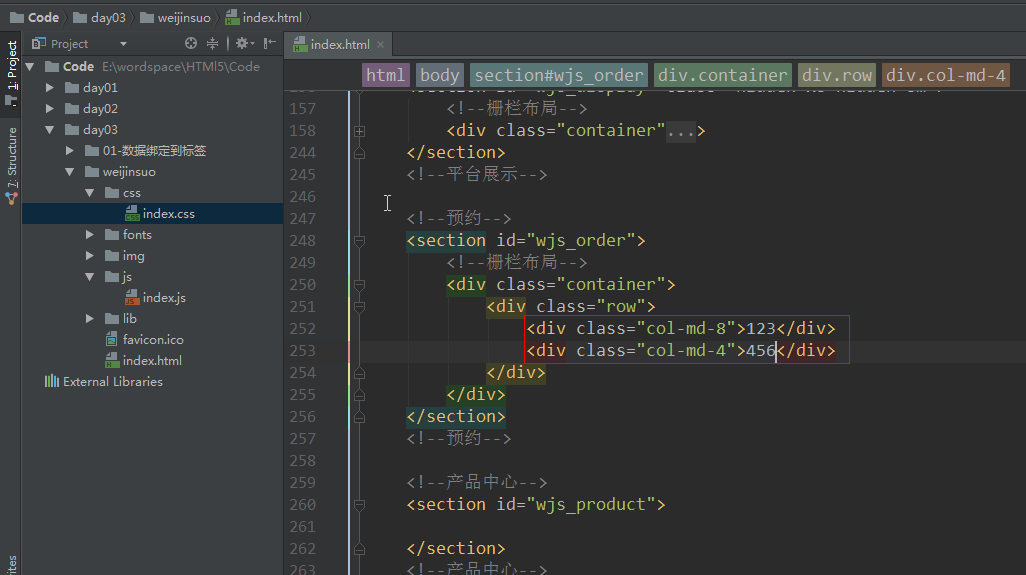 Code day03 weijinsuo index.html
1: Project
7: Structure
Project
Code E:\wordspace\HTMl5\Code
day01
day02
day03
01-数据绑定到标签
weijinsuo
css
index.css
fonts
img
js
index.js
lib
favicon.ico
index.html
External Libraries
index.html
html body section#wjs_order div.container div.row div.col-md-4
157 <!--栅栏布局-->
158 <div class="container"...>
244 </section>
245 <!--平台展示-->
246
247 <!--预约-->
248 <section id="wjs_order">
249 <!--栅栏布局-->
250 <div class="container">
251 <div class="row">
252 <div class="col-md-8">123</div>
253 <div class="col-md-4">456</div>
254 </div>
255 </div>
256 </section>
257 <!--预约-->
258
259 <!--产品中心-->
260 <section id="wjs_product">
261
262 </section>
263 <!--产品中心-->